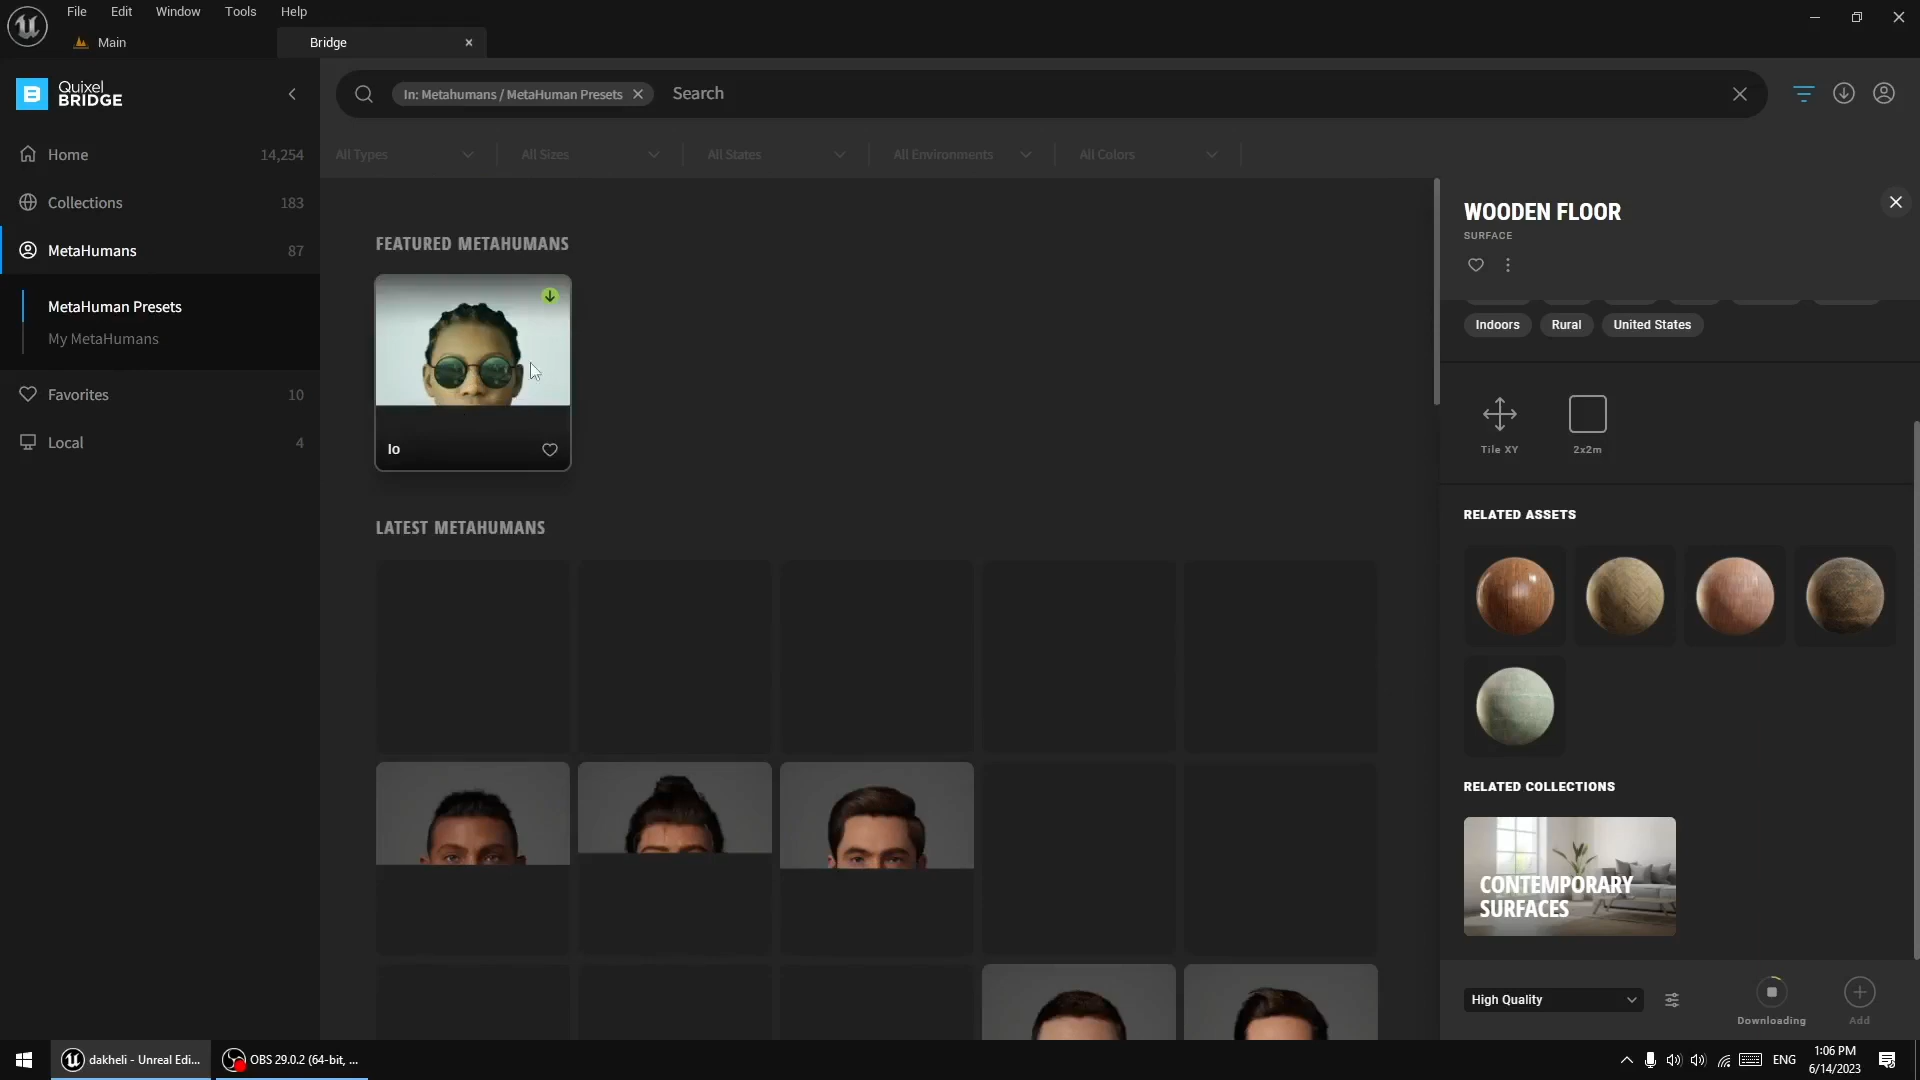 File Edit Window Tools Help
Main
Bridge
Quixel
BRIDGE
In: Metahumans / MetaHuman Presets
Search
Home 14,254
All Types
All Sizes
All States
All Environments
All Colors
Collections 183
MetaHumans 87
MetaHuman Presets
My MetaHumans
Favorites 10
Local 4
FEATURED METAHUMANS
Io
LATEST METAHUMANS
WOODEN FLOOR
SURFACE
Indoors Rural United States
Tile XY 2x2m
RELATED ASSETS
RELATED COLLECTIONS
CONTEMPORARY
SURFACES
High Quality
Downloading
Add
dakheli - Unreal Edi...
OBS 29.0.2 (64-bit, ...
ENG
1:06 PM
6/14/2023